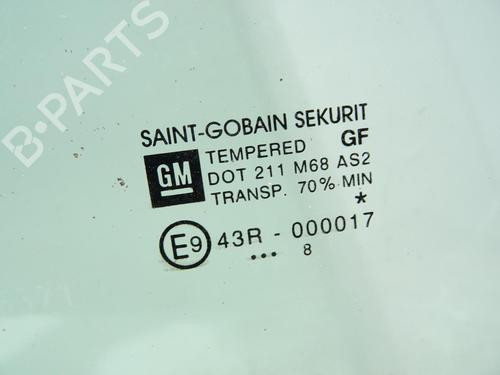 B-PARTS
SAINT-GOBAIN SEKURIT
GM TEMPERED GF
DOT 211 M68 AS2
TRANSP. 70% MIN
*
E9 43R - 000017
... 8